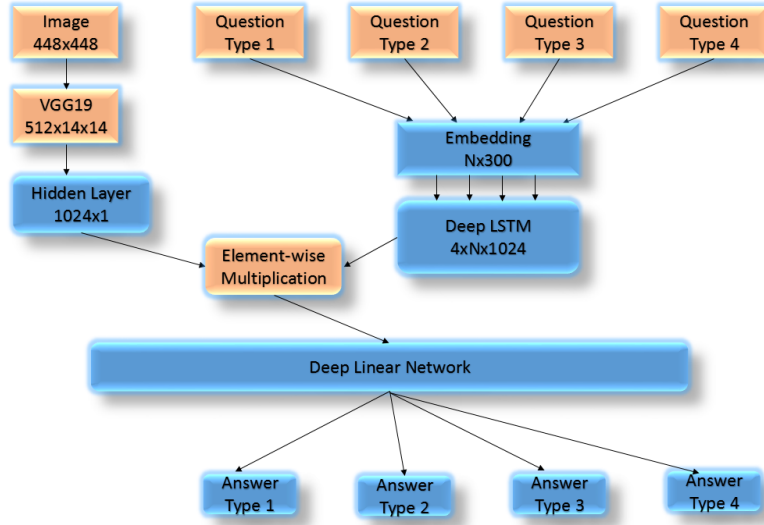 Image
448x448
Question
Type 1
Question
Type 2
Question
Type 3
Question
Type 4
VGG19
512x14x14
Embedding
Nx300
Hidden Layer
1024x1
Deep LSTM
4xNx1024
Element-wise
Multiplication
Deep Linear Network
Answer
Type 1
Answer
Type 2
Answer
Type 3
Answer
Type 4